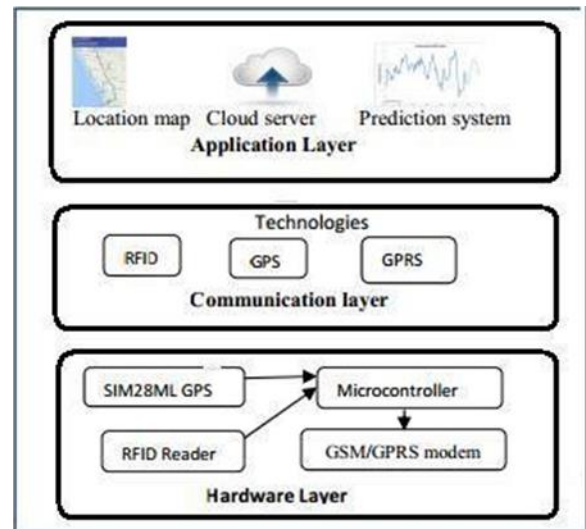 Location map Cloud server Prediction system
Application Layer
Technologies
RFID GPS GPRS
Communication layer
SIM28ML GPS Microcontroller
RFID Reader GSM/GPRS modem
Hardware Layer